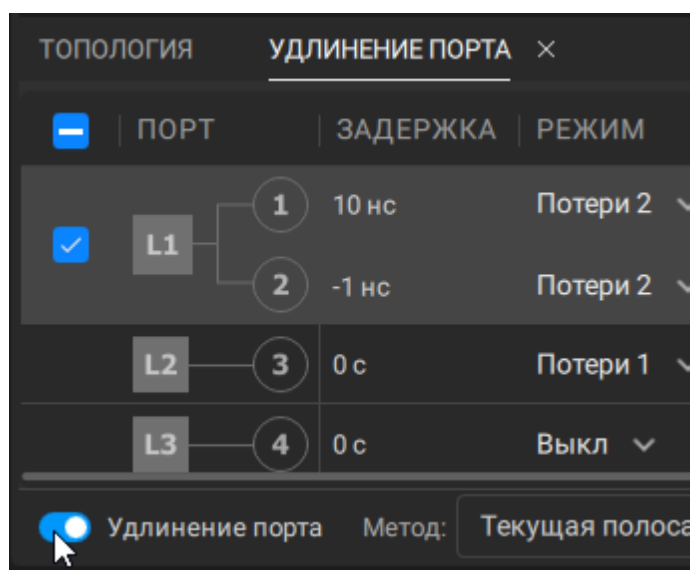 ТОПОЛОГИЯ УДЛИНЕНИЕ ПОРТА
ПОРТ ЗАДЕРЖКА РЕЖИМ
1 10 нс Потери 2
L1
2 -1 нс Потери 2
L2 3 0 с Потери 1
L3 4 0 с Выкл
Удлинение порта Метод: Текущая полоса